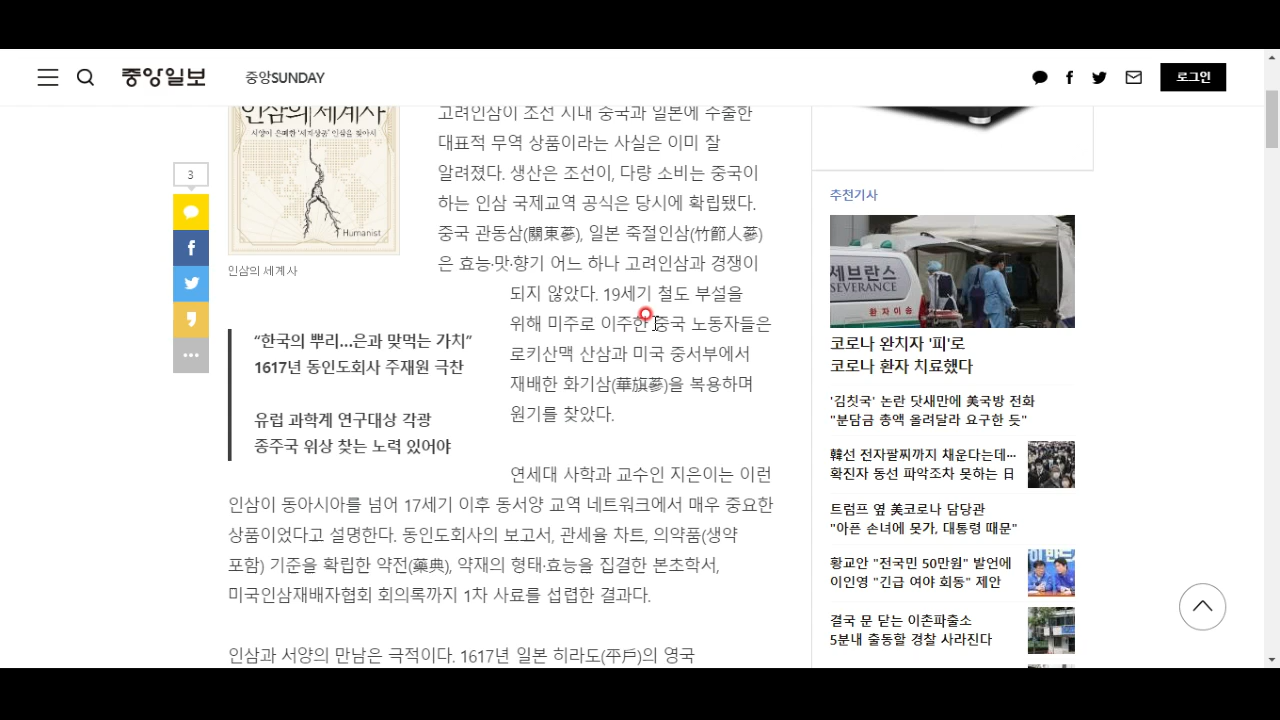 중앙일보
중앙SUNDAY
로그인
3
인삼의 세계사
서양이 은폐한 '세계상품' 인삼을 찾아서
Humanist
인삼의 세계사
고려인삼이 조선 시대 중국과 일본에 수출한
대표적 무역 상품이라는 사실은 이미 잘
알려졌다. 생산은 조선이, 다량 소비는 중국이
하는 인삼 국제교역 공식은 당시에 확립됐다.
중국 관동삼(關東蔘), 일본 죽절인삼(竹節人蔘)
은 효능·맛·향기 어느 하나 고려인삼과 경쟁이
되지 않았다. 19세기 철도 부설을
위해 미주로 이주한 중국 노동자들은
로키산맥 산삼과 미국 중서부에서
재배한 화기삼(華旗蔘)을 복용하며
원기를 찾았다.
“한국의 뿌리…은과 맞먹는 가치”
1617년 동인도회사 주재원 극찬
유럽 과학계 연구대상 각광
종주국 위상 찾는 노력 있어야
연세대 사학과 교수인 지은이는 이런
인삼이 동아시아를 넘어 17세기 이후 동서양 교역 네트워크에서 매우 중요한
상품이었다고 설명한다. 동인도회사의 보고서, 관세율 차트, 의약품(생약
포함) 기준을 확립한 약전(藥典), 약재의 형태·효능을 집결한 본초학서,
미국인삼재배자협회 회의록까지 1차 사료를 섭렵한 결과다.
인삼과 서양의 만남은 극적이다. 1617년 일본 히라도(平戶)의 영국
추천기사
세브란스
SEVERANCE
환자이송
코로나 완치자 '피'로
코로나 환자 치료했다
'김칫국' 논란 닷새만에 美국방 전화
"분담금 총액 올려달라 요구한 듯"
韓선 전자팔찌까지 채운다는데…
확진자 동선 파악조차 못하는 日
트럼프 옆 美코로나 담당관
"아픈 손녀에 못가, 대통령 때문"
황교안 "전국민 50만원" 발언에
이인영 "긴급 여야 회동" 제안
결국 문 닫는 이촌파출소
5분내 출동할 경찰 사라진다